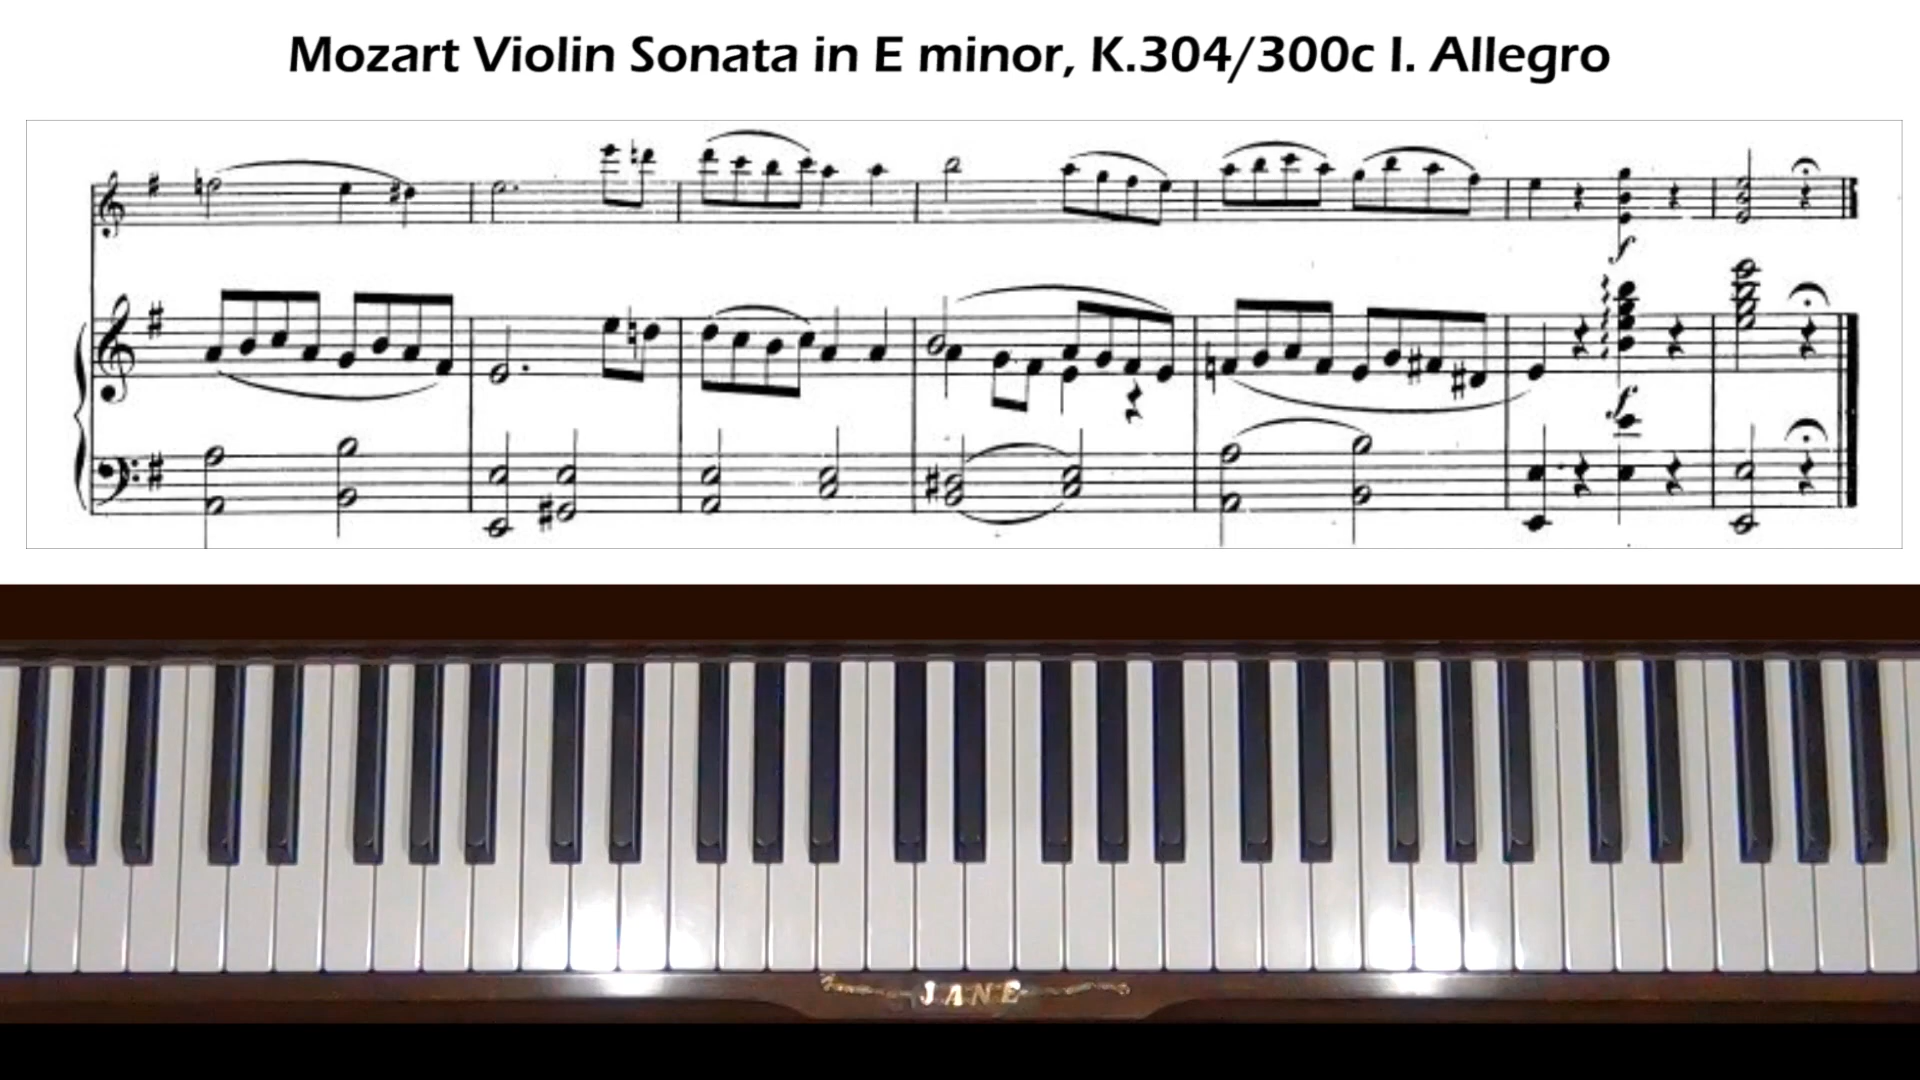 Mozart Violin Sonata in E minor, K.304/300c I. Allegro
f
f
JANE